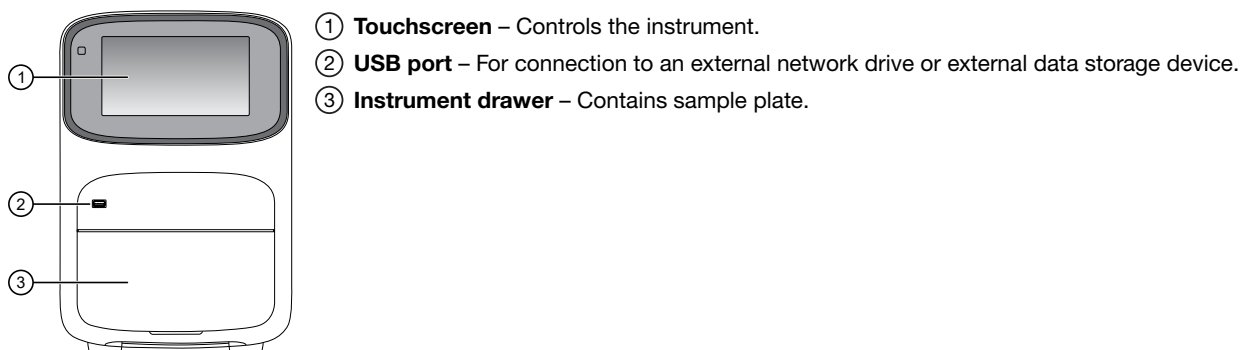 ① Touchscreen – Controls the instrument.
② USB port – For connection to an external network drive or external data storage device.
③ Instrument drawer – Contains sample plate.
①
②
③